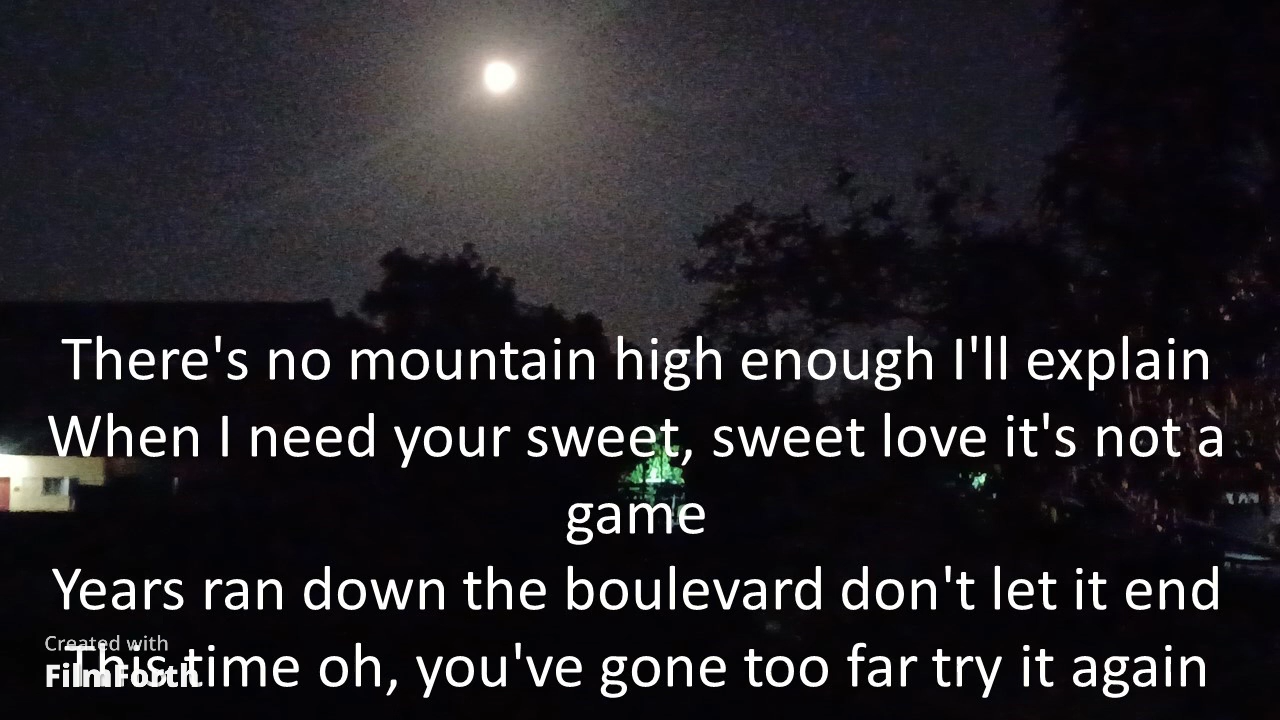 There's no mountain high enough I'll explain
When I need your sweet, sweet love it's not a
game
Years ran down the boulevard don't let it end
This time oh, you've gone too far try it again
Created with
FilmForth